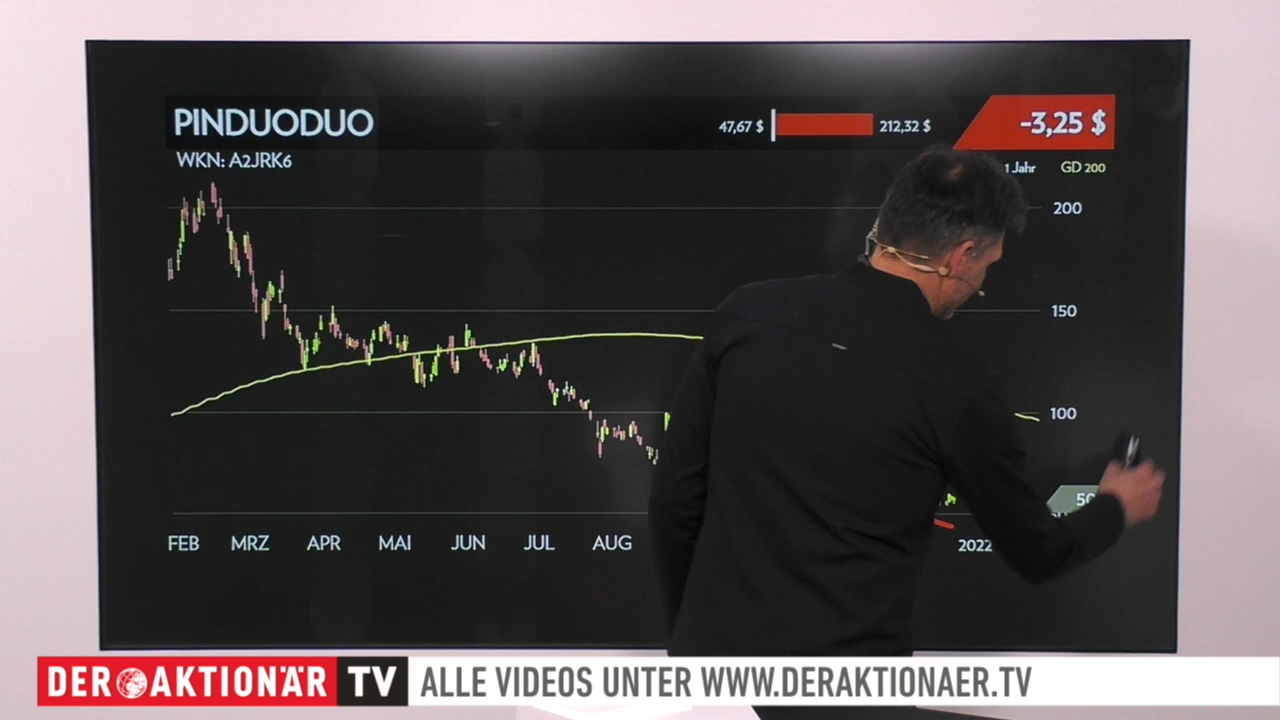 PINDUODUO
47,67 $ 212,32 $
-3,25 $
WKN: A2JRK6
1 Jahr GD 200
200
150
100
FEB MRZ APR MAI JUN JUL AUG 2022
DER AKTIONÄR TV ALLE VIDEOS UNTER WWW.DERAKTIONAER.TV